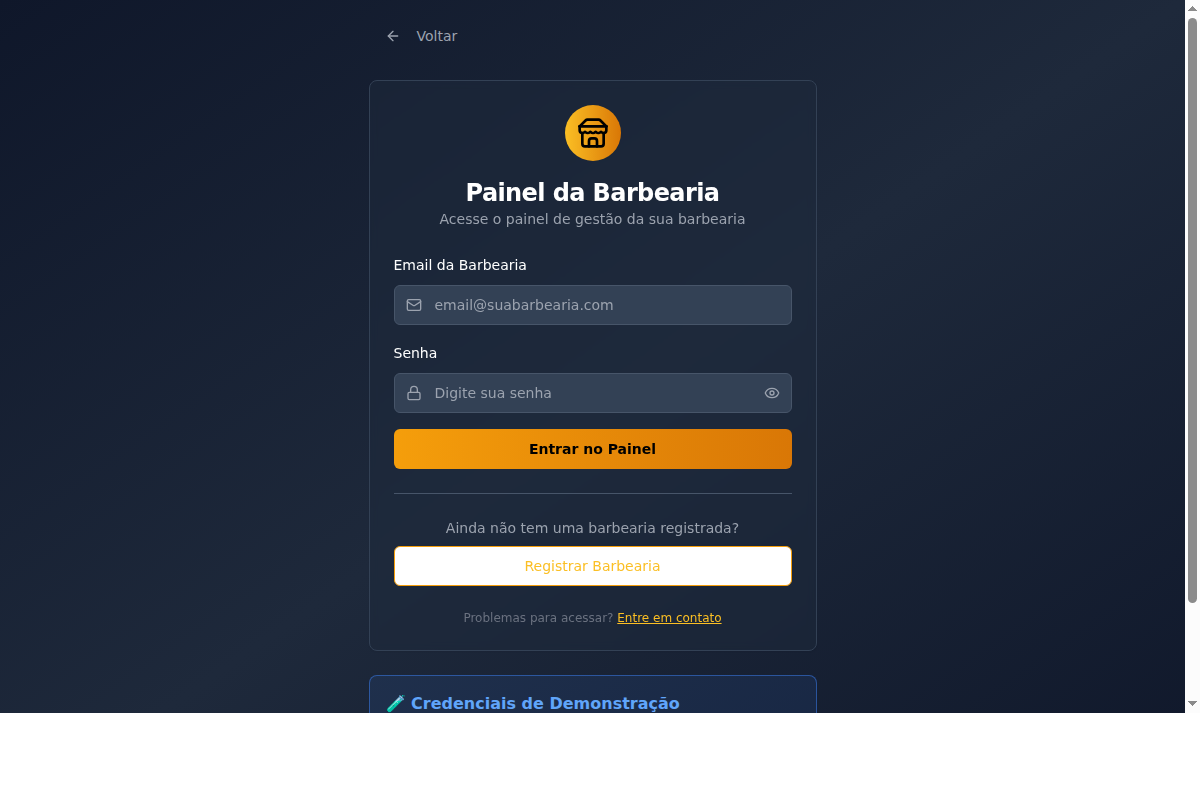 Voltar
Painel da Barbearia
Acesse o painel de gestão da sua barbearia
Email da Barbearia
email@suabarbearia.com
Senha
Digite sua senha
Entrar no Painel
Ainda não tem uma barbearia registrada?
Registrar Barbearia
Problemas para acessar? Entre em contato
🧪 Credenciais de Demonstração